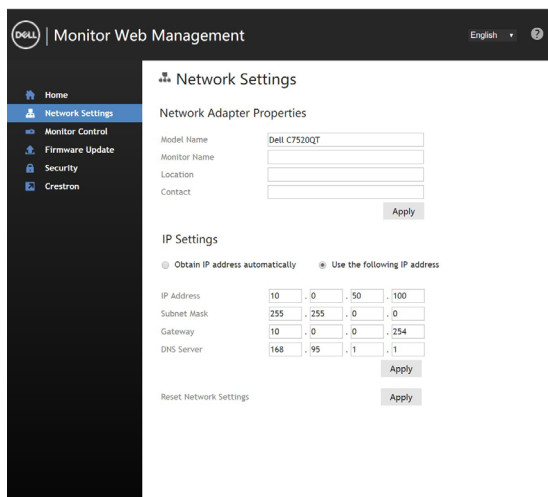 DELL | Monitor Web Management
English
?
Home
Network Settings
Monitor Control
Firmware Update
Security
Crestron
Network Settings
Network Adapter Properties
Model Name Dell C7520QT
Monitor Name
Location
Contact
Apply
IP Settings
Obtain IP address automatically Use the following IP address
IP Address 10 . 0 . 50 . 100
Subnet Mask 255 . 255 . 0 . 0
Gateway 10 . 0 . 0 . 254
DNS Server 168 . 95 . 1 . 1
Apply
Reset Network Settings Apply